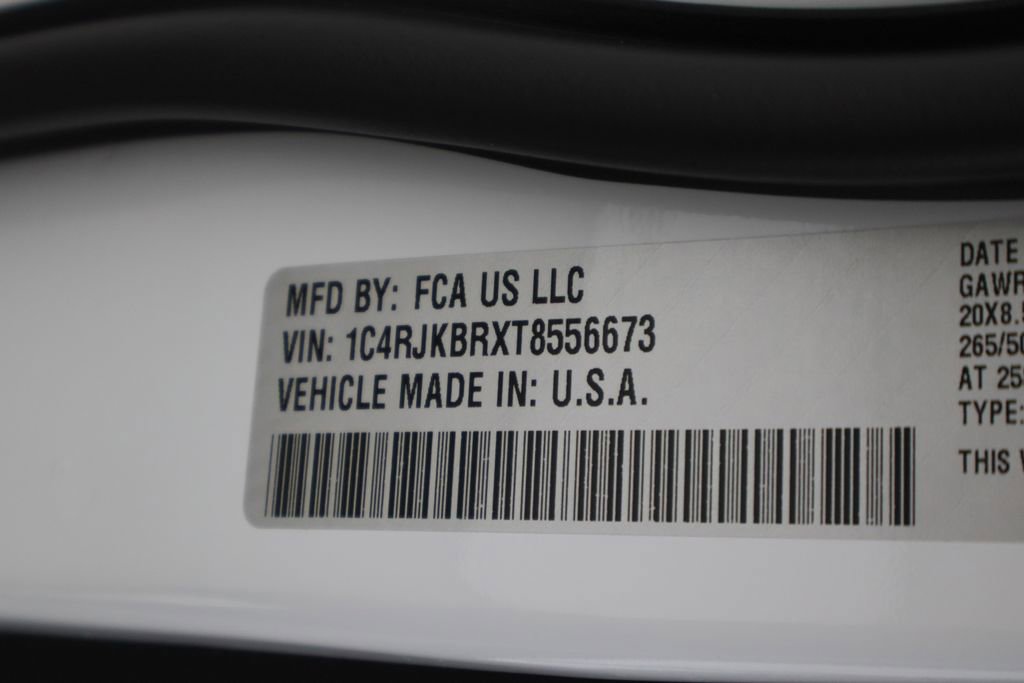 MFD BY: FCA US LLC
VIN: 1C4RJKBRXT8556673
VEHICLE MADE IN: U.S.A.
DATE
GAWR
20X8.5
265/50
AT 25
TYPE:
THIS